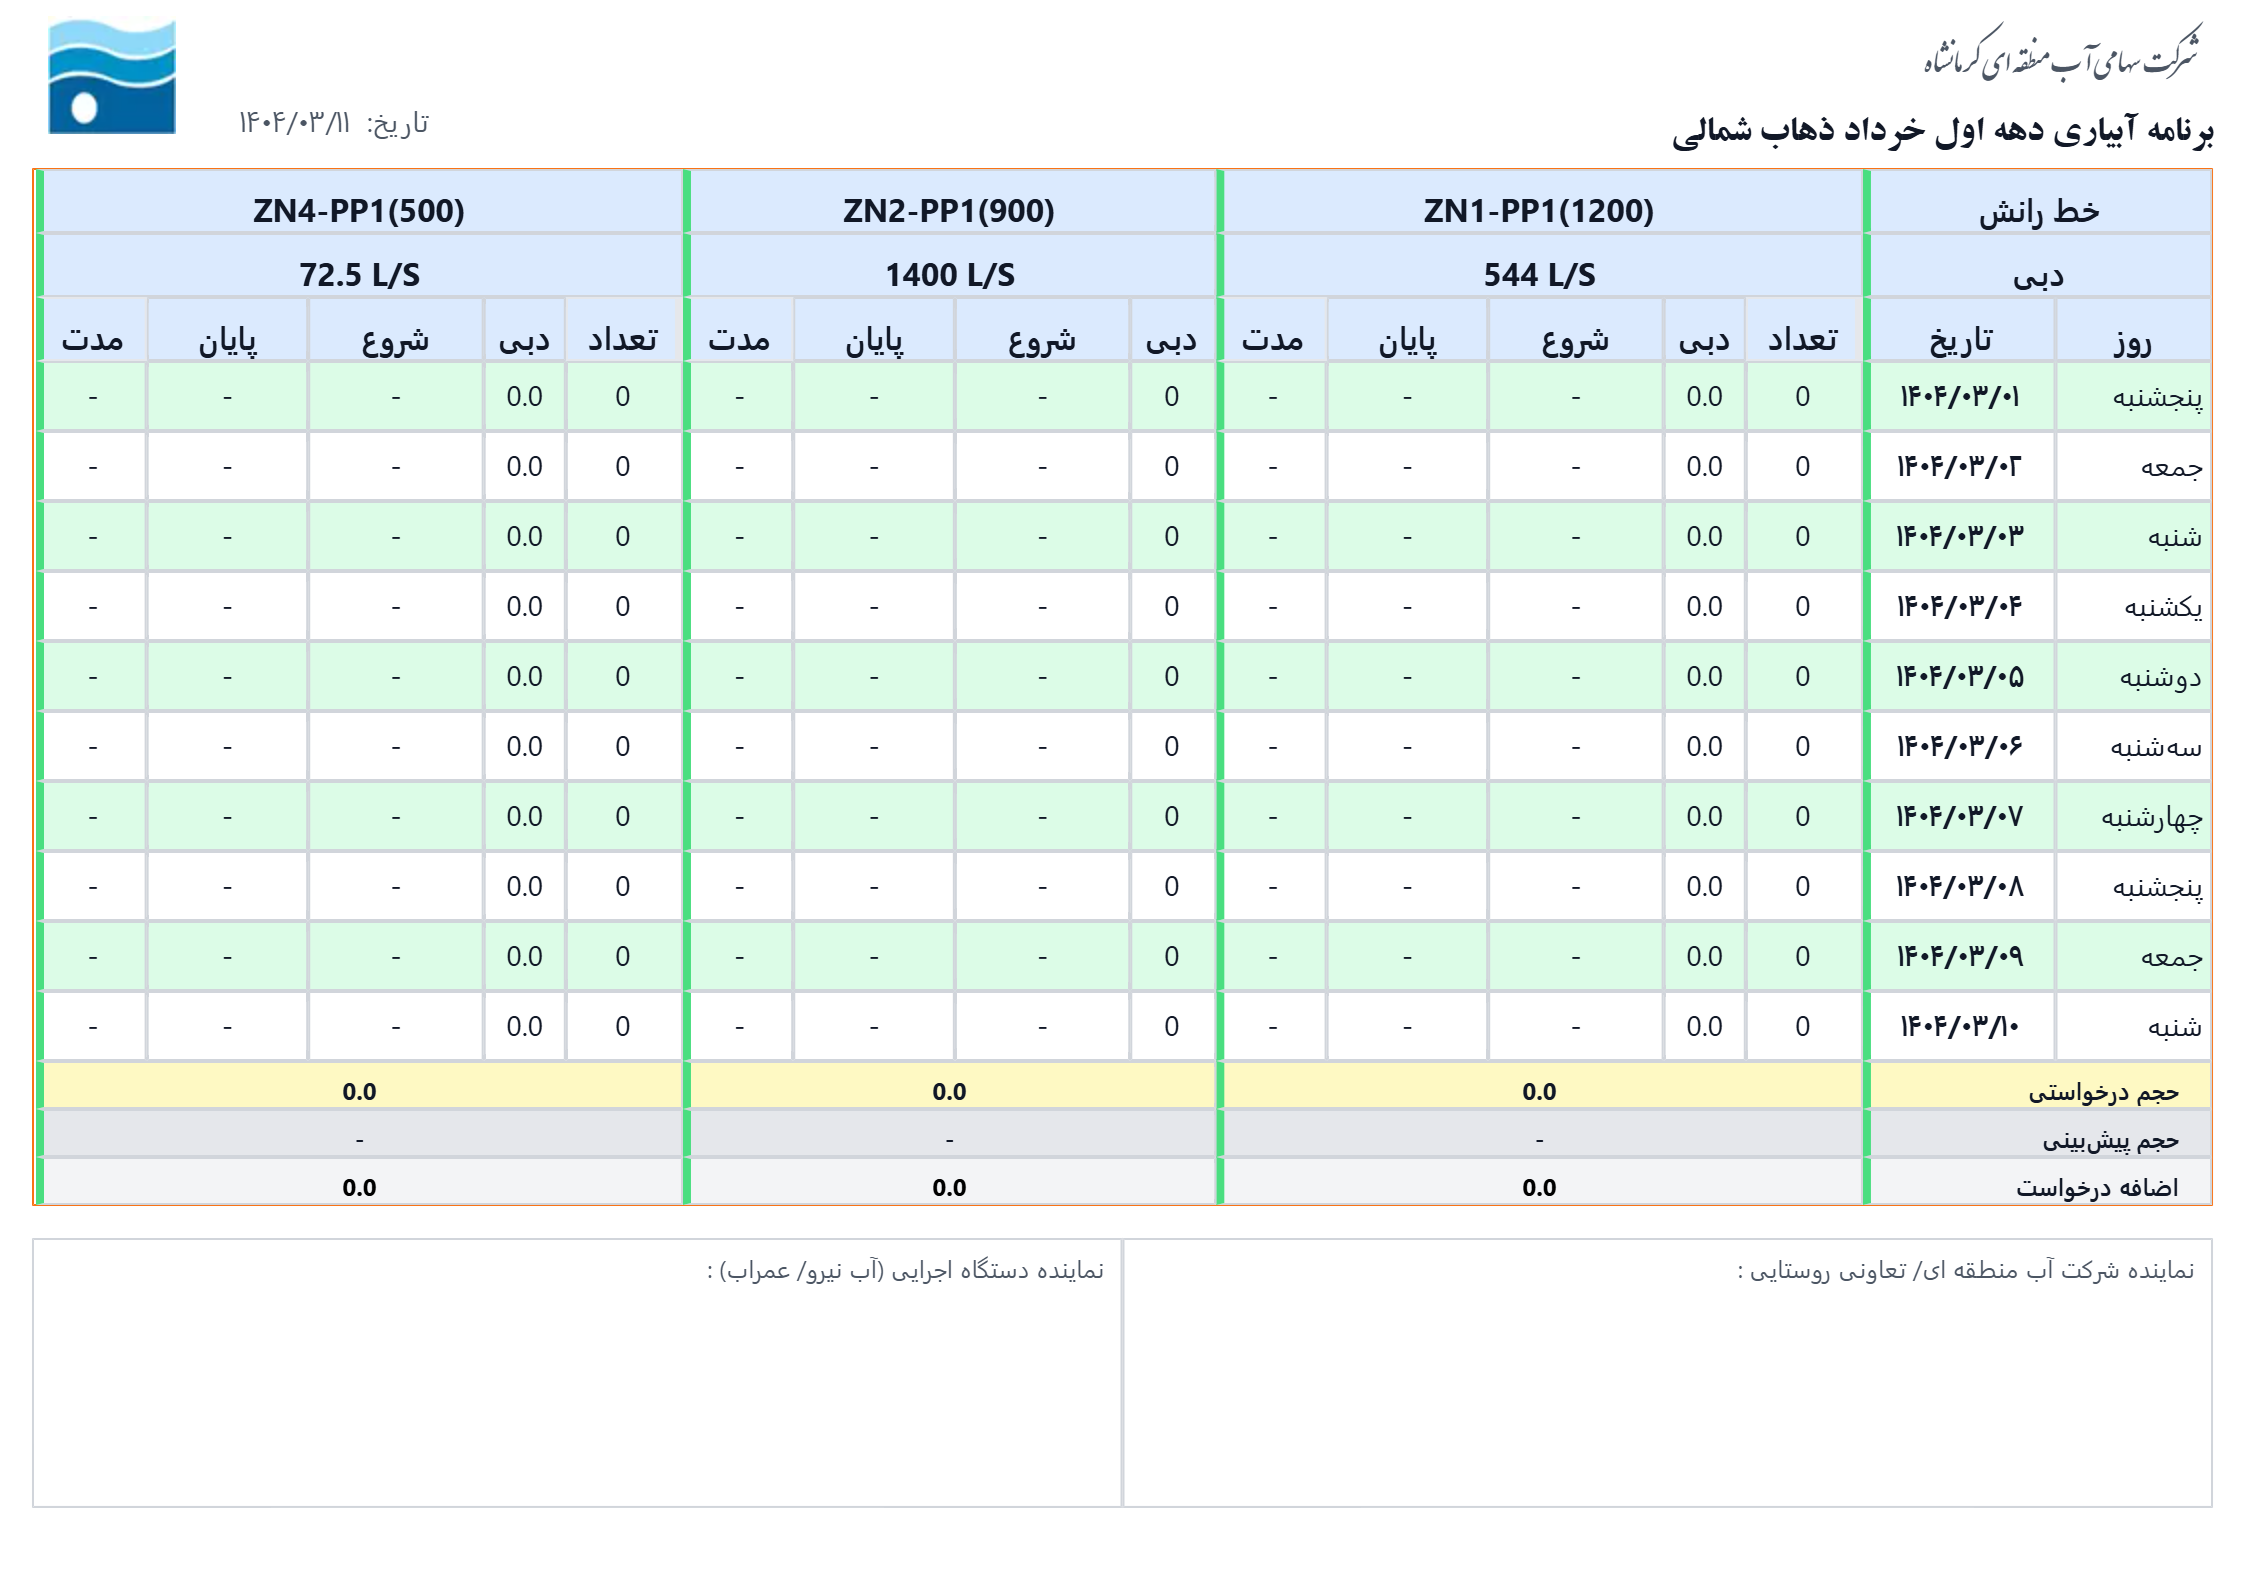 شرکت سهامی آب منطقه ای کرمانشاه
برنامه آبیاری دهه اول خرداد ذهاب شمالی
تاریخ: ۱۴۰۴/۰۳/۱۱
خط رانش ZN1-PP1(1200) ZN2-PP1(900) ZN4-PP1(500)
دبی 544 L/S 1400 L/S 72.5 L/S
روز تاریخ تعداد دبی شروع پایان مدت دبی شروع پایان مدت تعداد دبی شروع پایان مدت
پنجشنبه ۱۴۰۴/۰۳/۰۱ 0 0.0 - - - 0 - - - 0 0.0 - - -
جمعه ۱۴۰۴/۰۳/۰۲ 0 0.0 - - - 0 - - - 0 0.0 - - -
شنبه ۱۴۰۴/۰۳/۰۳ 0 0.0 - - - 0 - - - 0 0.0 - - -
یکشنبه ۱۴۰۴/۰۳/۰۴ 0 0.0 - - - 0 - - - 0 0.0 - - -
دوشنبه ۱۴۰۴/۰۳/۰۵ 0 0.0 - - - 0 - - - 0 0.0 - - -
سه‌شنبه ۱۴۰۴/۰۳/۰۶ 0 0.0 - - - 0 - - - 0 0.0 - - -
چهارشنبه ۱۴۰۴/۰۳/۰۷ 0 0.0 - - - 0 - - - 0 0.0 - - -
پنجشنبه ۱۴۰۴/۰۳/۰۸ 0 0.0 - - - 0 - - - 0 0.0 - - -
جمعه ۱۴۰۴/۰۳/۰۹ 0 0.0 - - - 0 - - - 0 0.0 - - -
شنبه ۱۴۰۴/۰۳/۱۰ 0 0.0 - - - 0 - - - 0 0.0 - - -
حجم درخواستی 0.0 0.0 0.0
حجم پیش‌بینی - - -
اضافه درخواست 0.0 0.0 0.0
نماینده شرکت آب منطقه ای/ تعاونی روستایی :
نماینده دستگاه اجرایی (آب نیرو/ عمراب) :